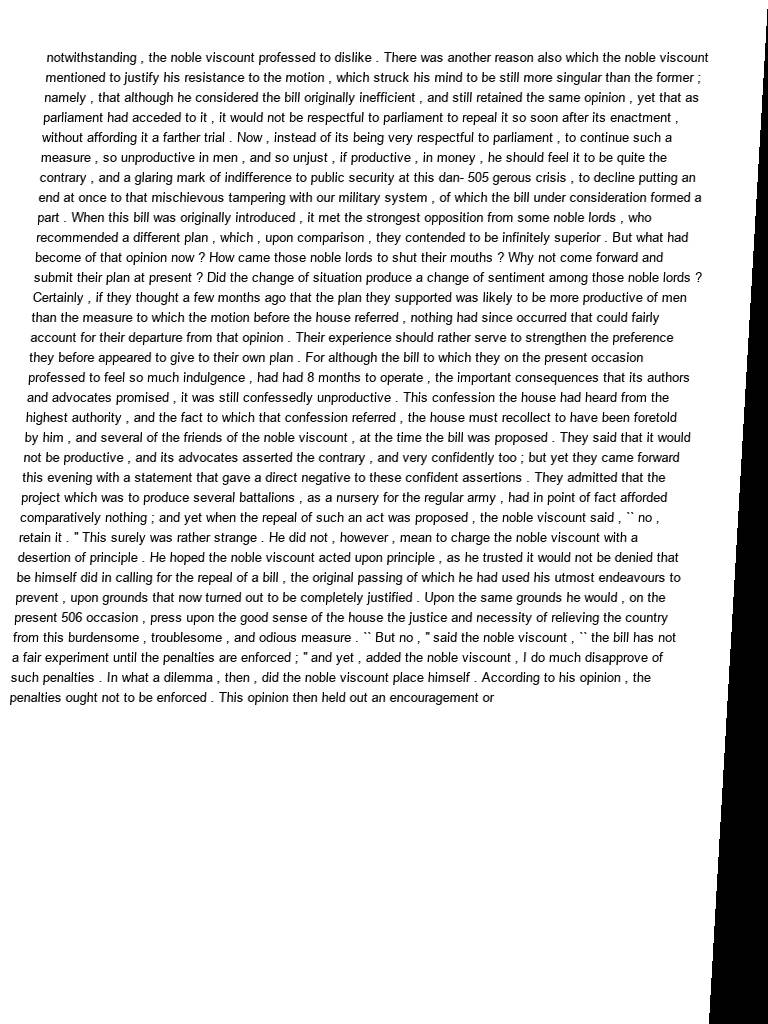 notwithstanding , the noble viscount professed to dislike . There was another reason also which the noble viscount
mentioned to justify his resistance to the motion , which struck his mind to be still more singular than the former ;
namely , that although he considered the bill originally inefficient , and still retained the same opinion , yet that as
parliament had acceded to it , it would not be respectful to parliament to repeal it so soon after its enactment ,
without affording it a farther trial . Now , instead of its being very respectful to parliament , to continue such a
measure , so unproductive in men , and so unjust , if productive , in money , he should feel it to be quite the
contrary , and a glaring mark of indifference to public security at this dan- 505 gerous crisis , to decline putting an
end at once to that mischievous tampering with our military system , of which the bill under consideration formed a
part . When this bill was originally introduced , it met the strongest opposition from some noble lords , who
recommended a different plan , which , upon comparison , they contended to be infinitely superior . But what had
become of that opinion now ? How came those noble lords to shut their mouths ? Why not come forward and
submit their plan at present ? Did the change of situation produce a change of sentiment among those noble lords ?
Certainly , if they thought a few months ago that the plan they supported was likely to be more productive of men
than the measure to which the motion before the house referred , nothing had since occurred that could fairly
account for their departure from that opinion . Their experience should rather serve to strengthen the preference
they before appeared to give to their own plan . For although the bill to which they on the present occasion
professed to feel so much indulgence , had had 8 months to operate , the important consequences that its authors
and advocates promised , it was still confessedly unproductive . This confession the house had heard from the
highest authority , and the fact to which that confession referred , the house must recollect to have been foretold
by him , and several of the friends of the noble viscount , at the time the bill was proposed . They said that it would
not be productive , and its advocates asserted the contrary , and very confidently too ; but yet they came forward
this evening with a statement that gave a direct negative to these confident assertions . They admitted that the
project which was to produce several battalions , as a nursery for the regular army , had in point of fact afforded
comparatively nothing ; and yet when the repeal of such an act was proposed , the noble viscount said , `` no ,
retain it . " This surely was rather strange . He did not , however , mean to charge the noble viscount with a
desertion of principle . He hoped the noble viscount acted upon principle , as he trusted it would not be denied that
be himself did in calling for the repeal of a bill , the original passing of which he had used his utmost endeavours to
prevent , upon grounds that now turned out to be completely justified . Upon the same grounds he would , on the
present 506 occasion , press upon the good sense of the house the justice and necessity of relieving the country
from this burdensome , troublesome , and odious measure . `` But no , " said the noble viscount , `` the bill has not
a fair experiment until the penalties are enforced ; " and yet , added the noble viscount , I do much disapprove of
such penalties . In what a dilemma , then , did the noble viscount place himself . According to his opinion , the
penalties ought not to be enforced . This opinion then held out an encouragement or